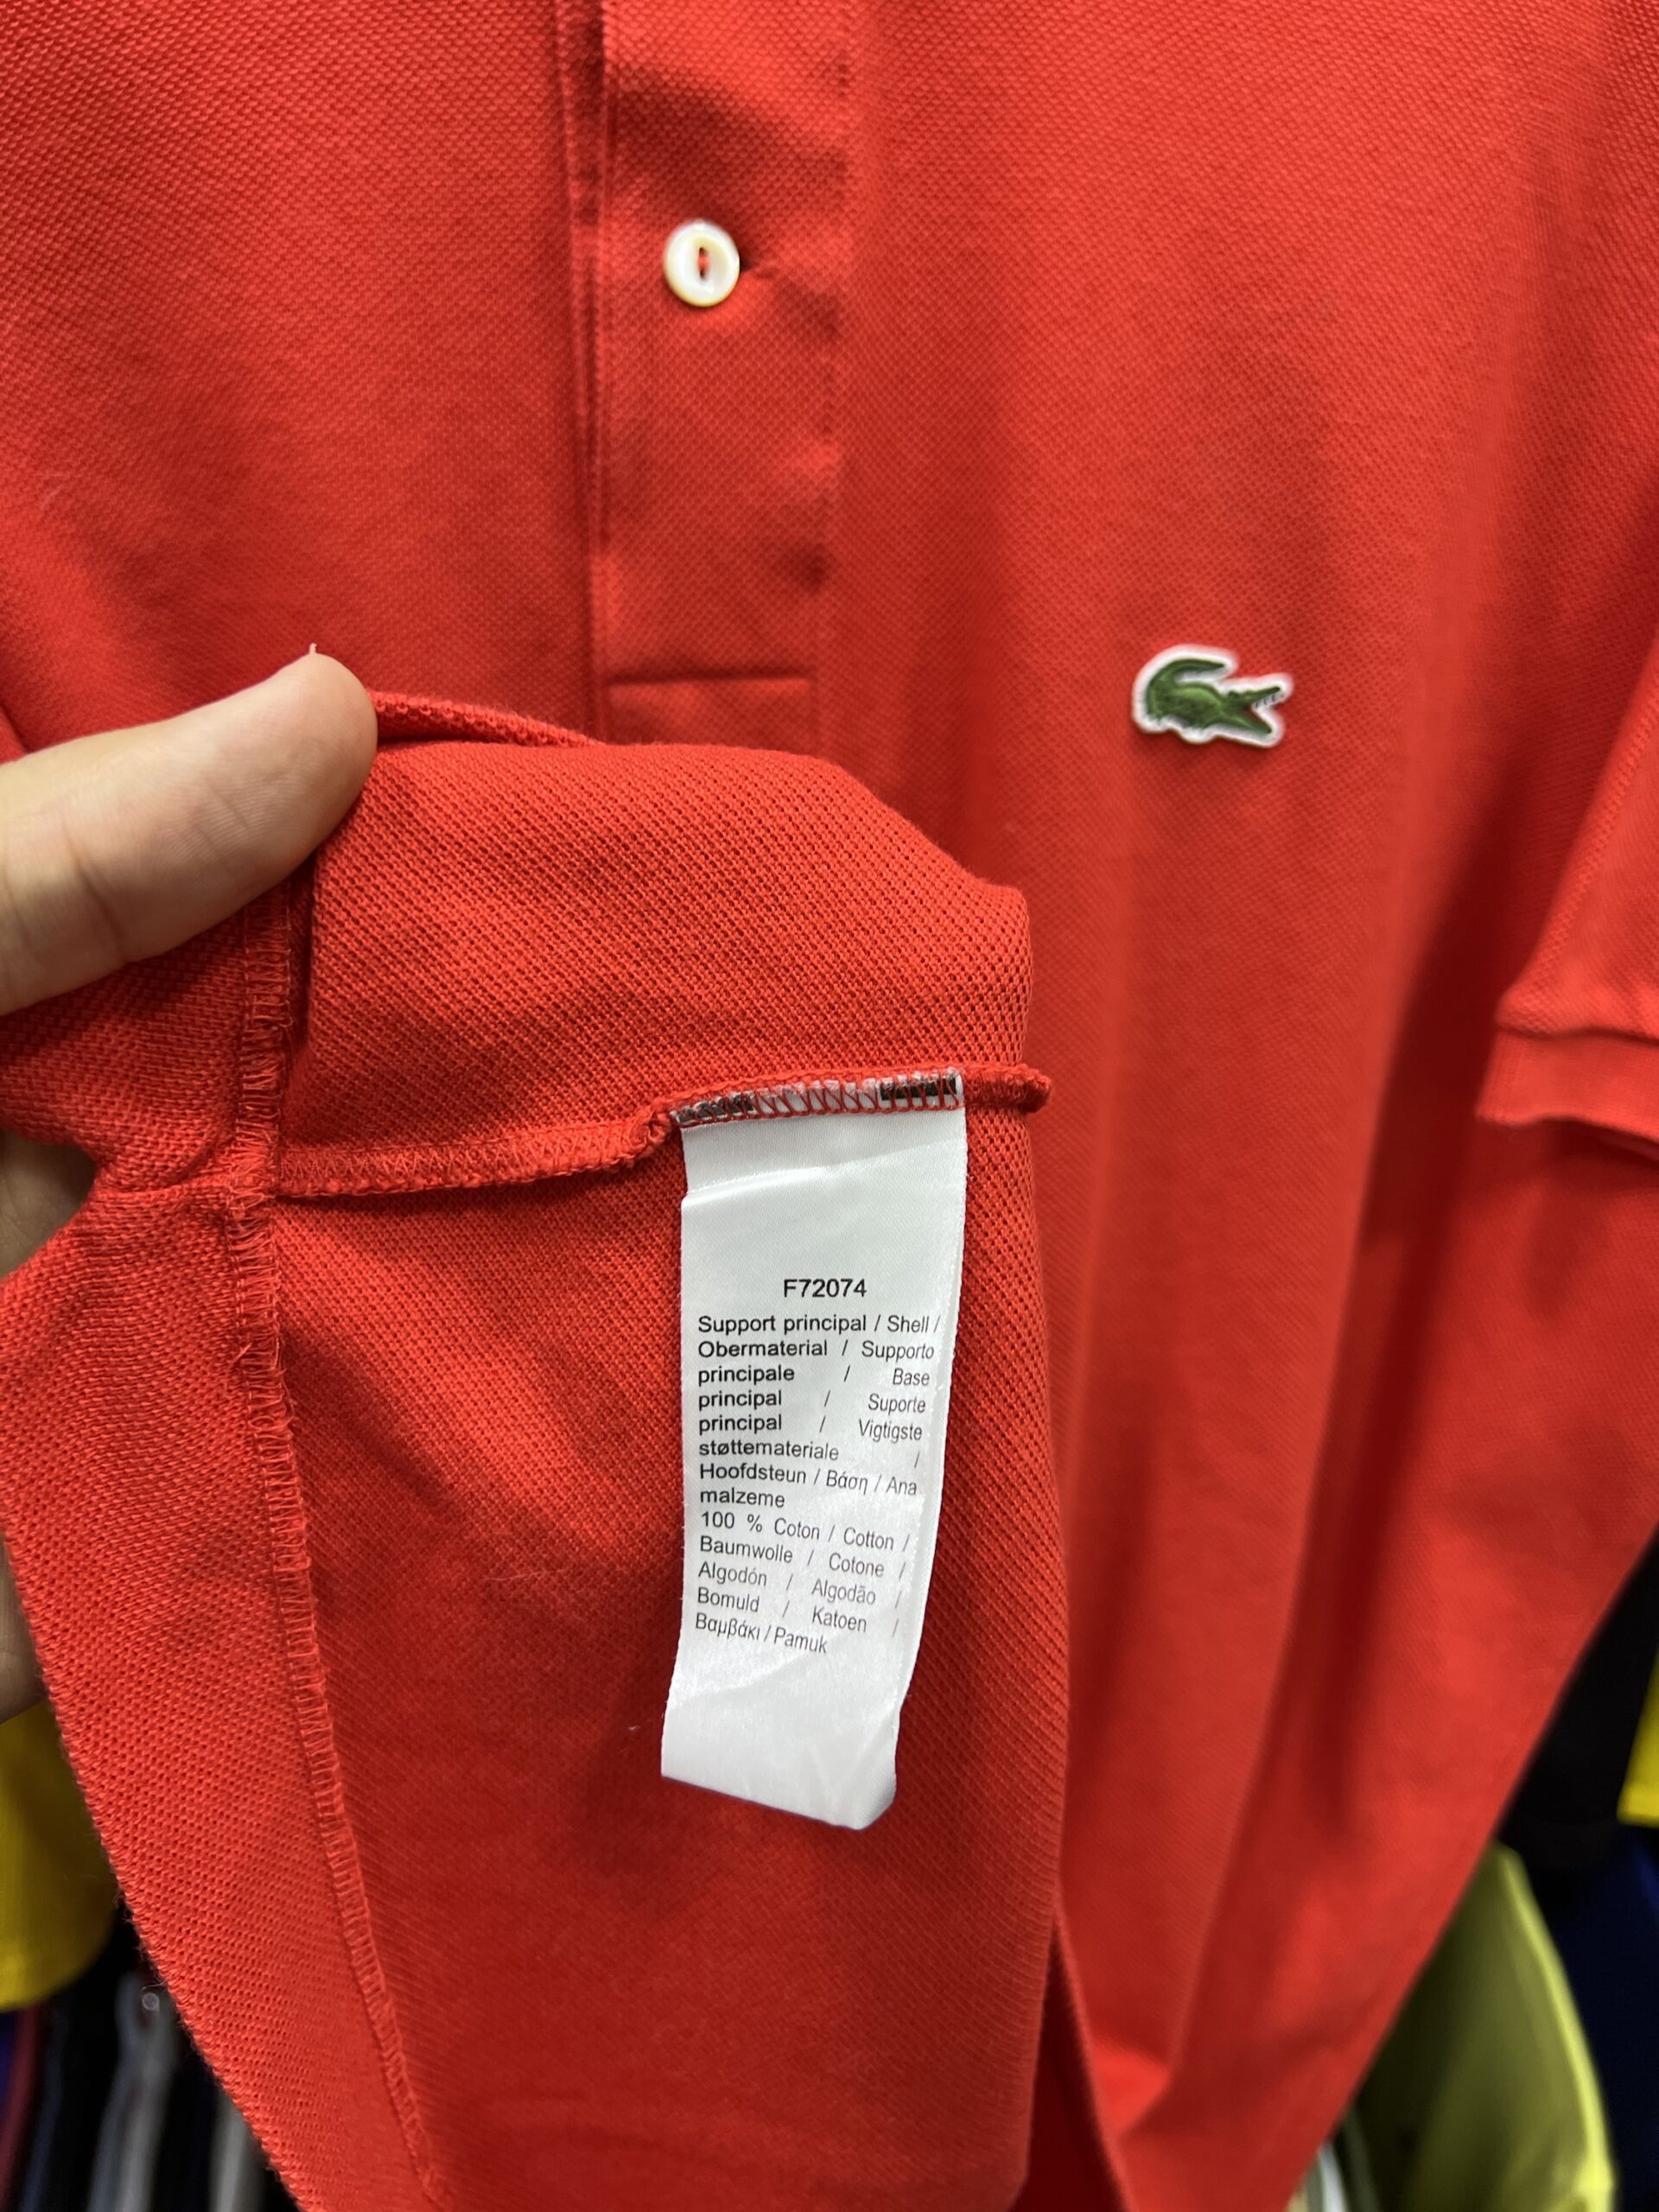 F72074
Support principal / Shell /
Obermaterial / Supporto
principale / Base
principal / Suporte
principal / Vigtigste
støttemateriale /
Hoofdsteun / Βάση / Ana
malzeme
100 % Coton / Cotton /
Baumwolle / Cotone /
Algodón / Algodão /
Bomuld / Katoen /
Βαμβάκι / Pamuk